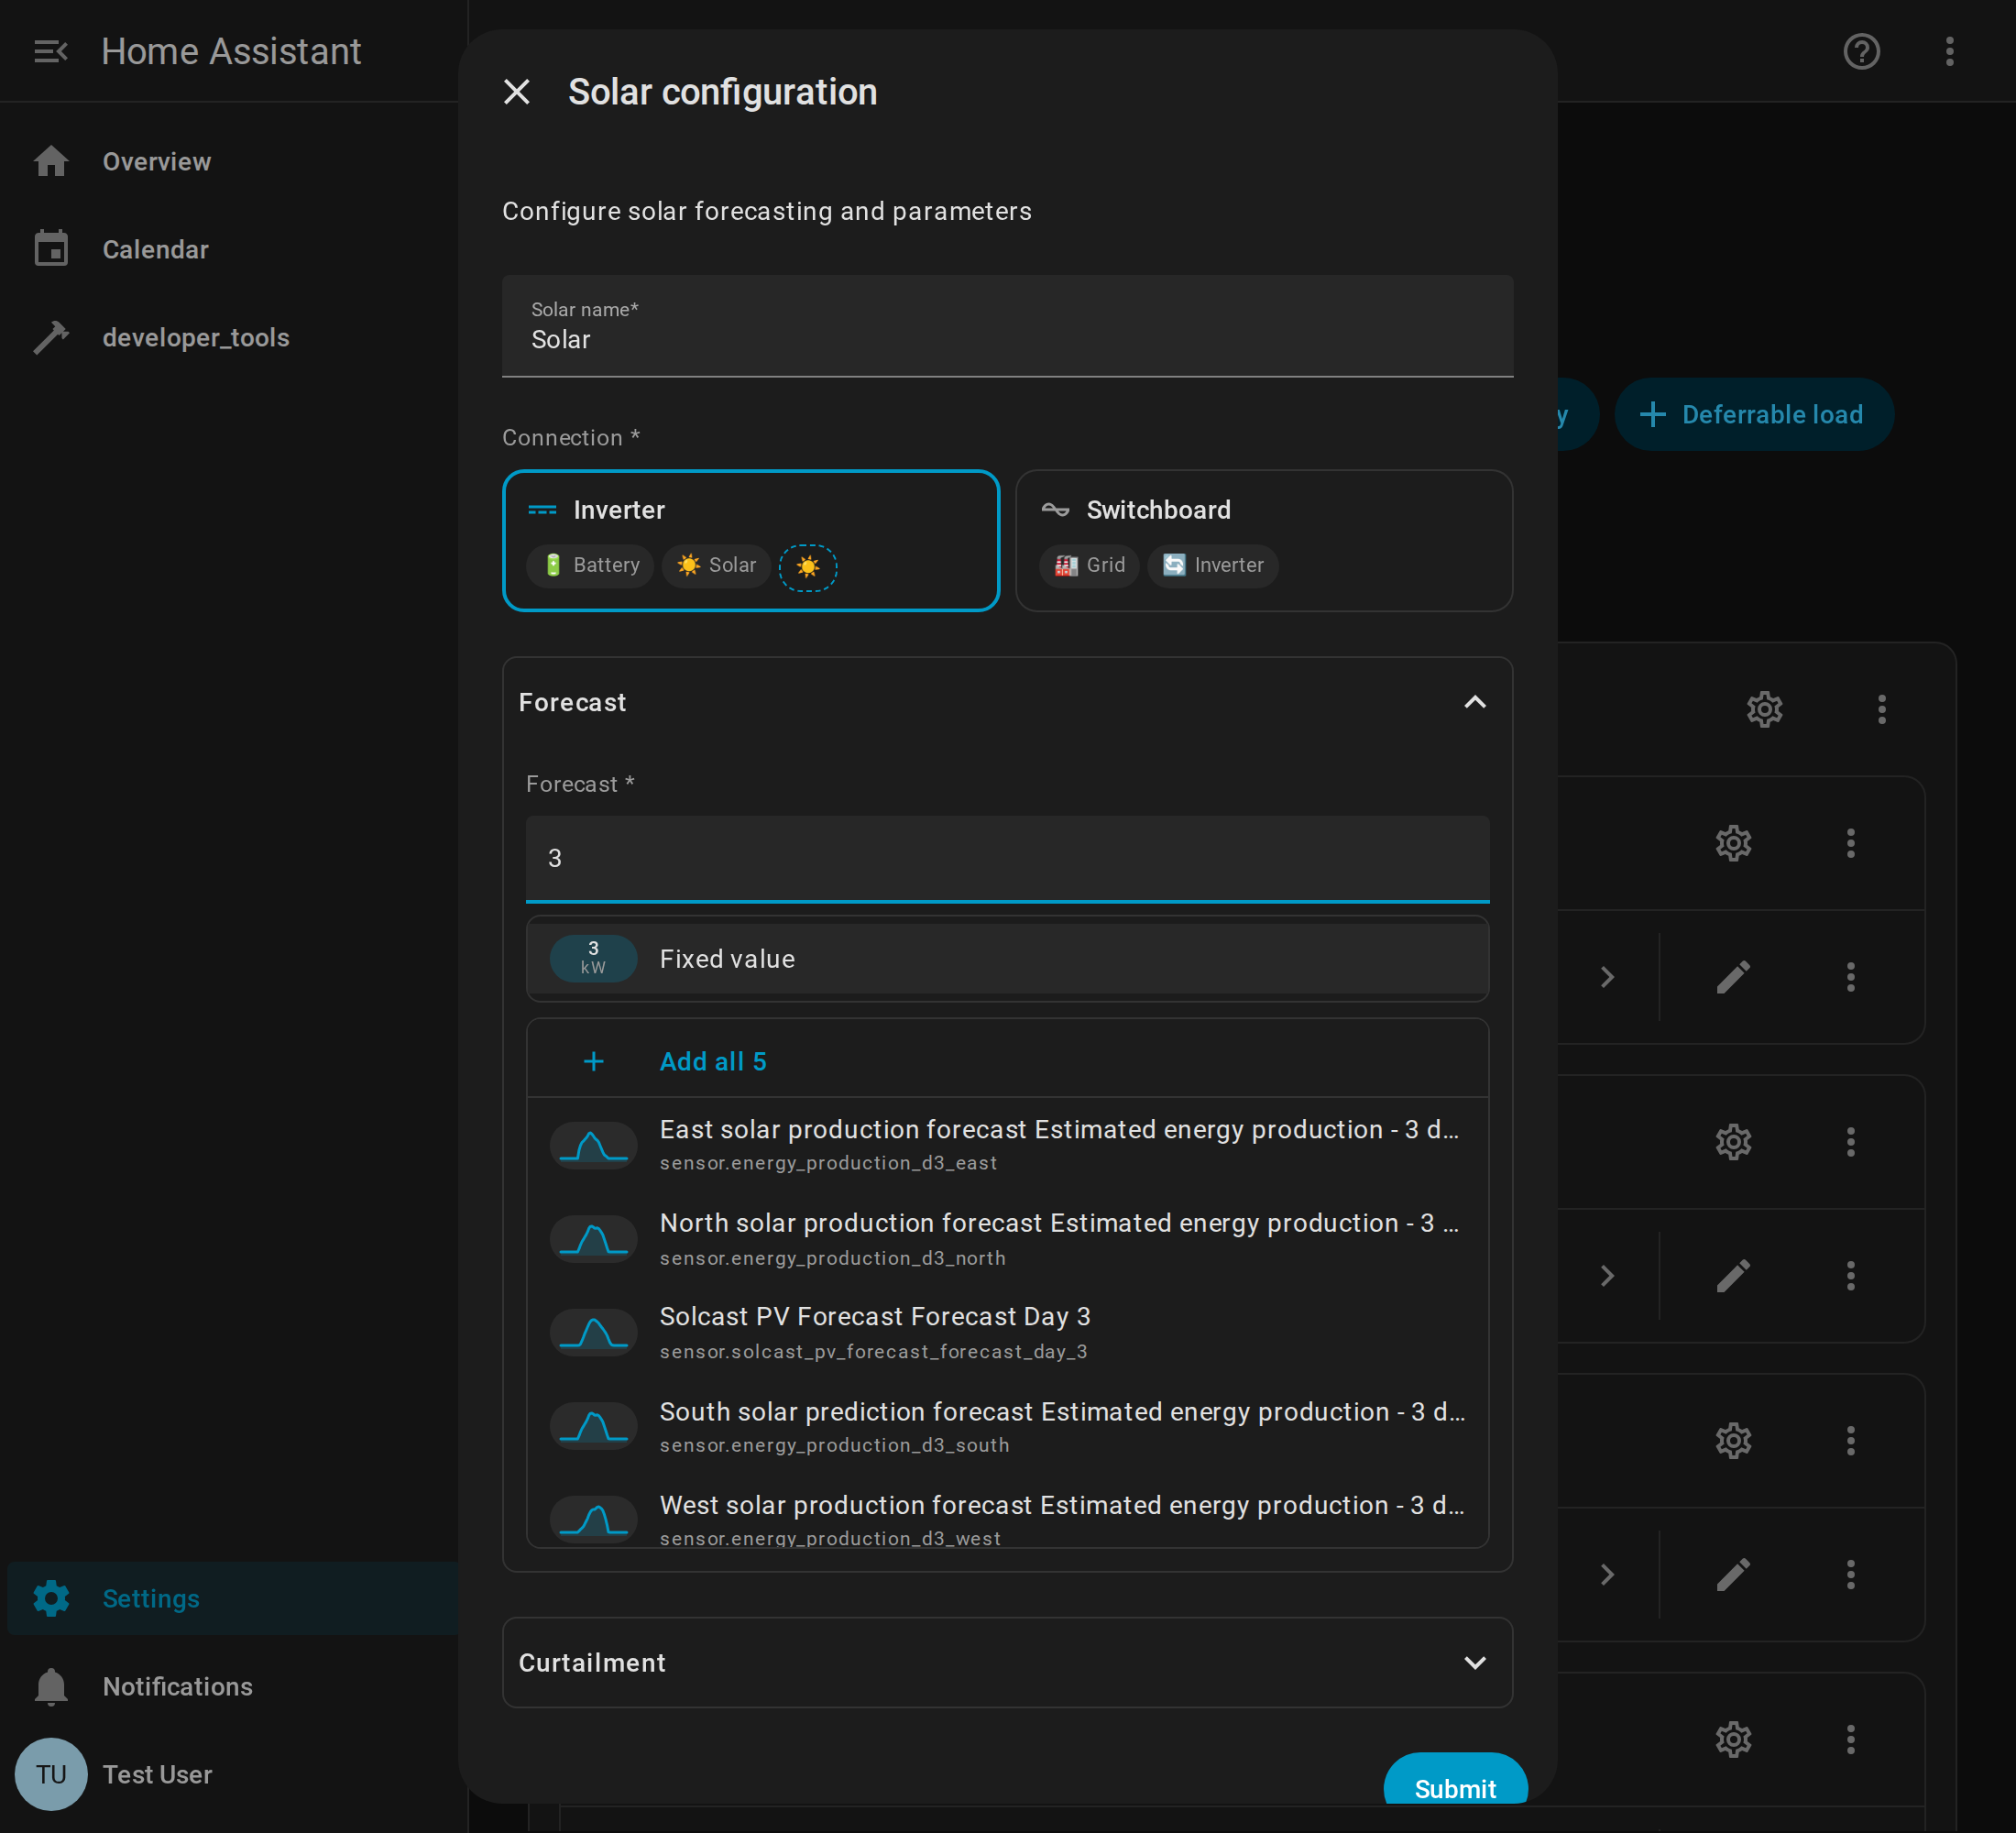 Home Assistant
Overview
Calendar
developer_tools
Settings
Notifications
TU
Test User
Solar configuration
Configure solar forecasting and parameters
Solar name*
Solar
Connection *
Inverter
Battery
Solar
Switchboard
Grid
Inverter
Forecast
Forecast *
3
3
kW
Fixed value
Add all 5
East solar production forecast Estimated energy production - 3 d…
sensor.energy_production_d3_east
North solar production forecast Estimated energy production - 3 …
sensor.energy_production_d3_north
Solcast PV Forecast Forecast Day 3
sensor.solcast_pv_forecast_forecast_day_3
South solar prediction forecast Estimated energy production - 3 d…
sensor.energy_production_d3_south
West solar production forecast Estimated energy production - 3 d…
sensor.energy_production_d3_west
Curtailment
Submit
y
Deferrable load